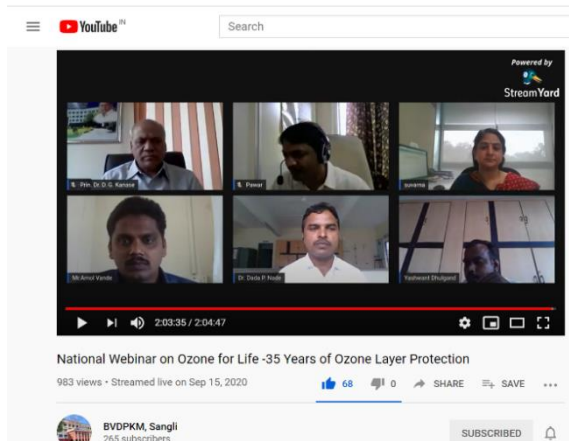 YouTube IN
Search
Powered by
StreamYard
Prin. Dr. D. G. Kanase
Pawar
suvarna
Mr Amol Vande
Dr. Dada P. Nade
Yashwant Dhulgand
2:03:35 / 2:04:47
National Webinar on Ozone for Life -35 Years of Ozone Layer Protection
983 views • Streamed live on Sep 15, 2020
68
0
SHARE
SAVE
BVDPKM, Sangli
265 subscribers
SUBSCRIBED